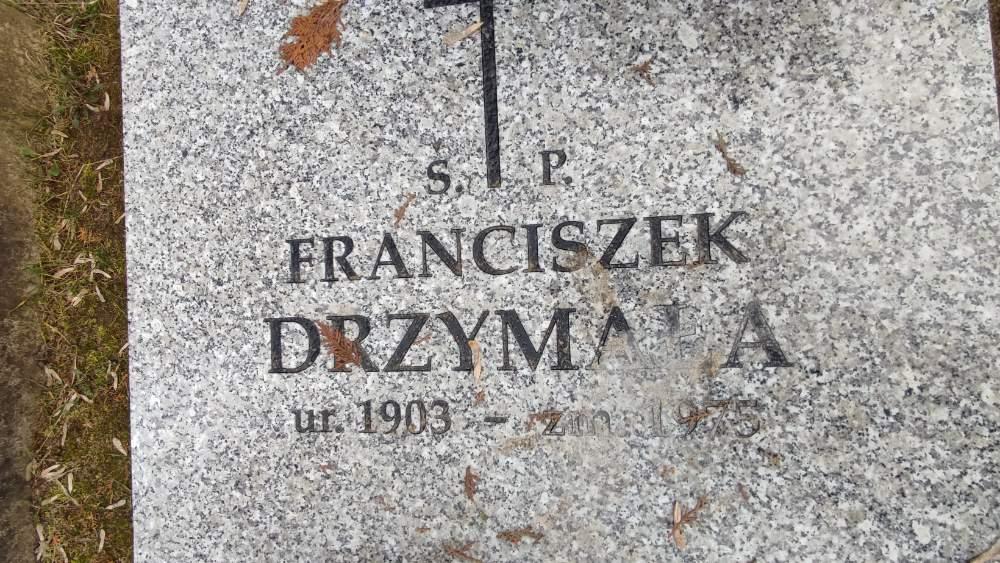 Ś. P.
FRANCISZEK
DRZYMAŁA
ur. 1903 - zm. 1975